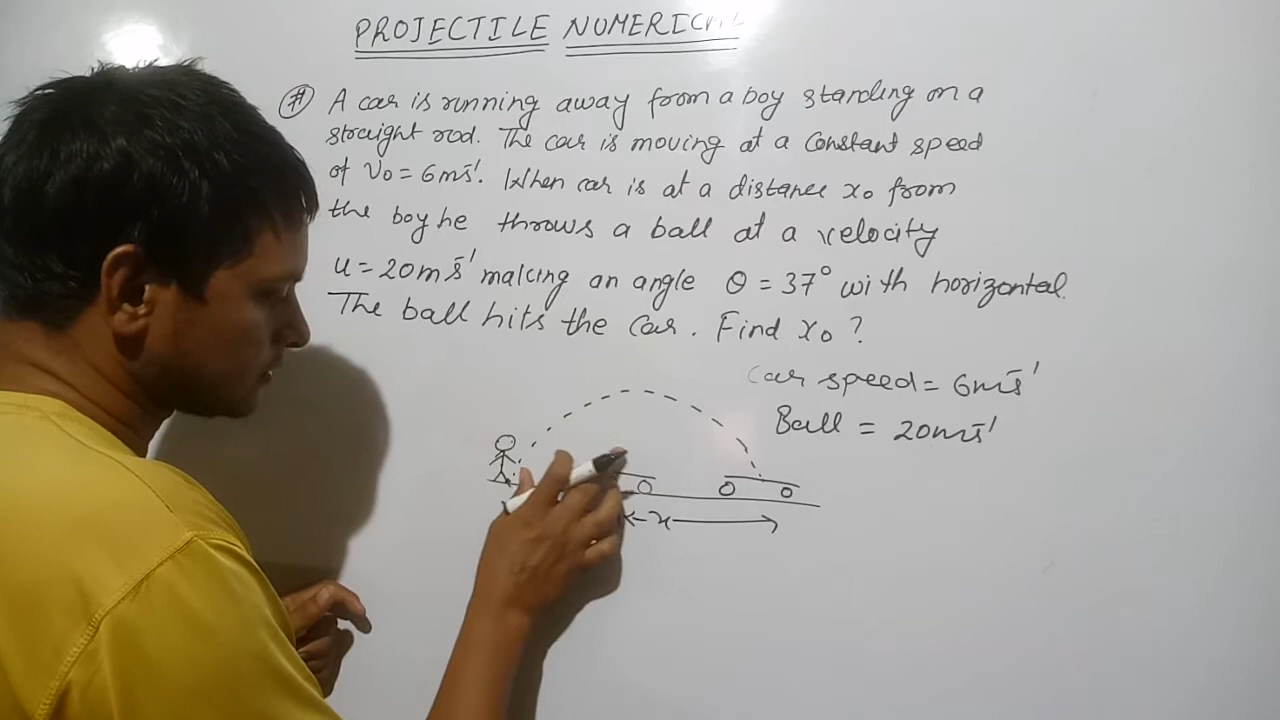 PROJECTILE NUMERICAL
# A car is running away from a boy standing on a
straight rod. The car is moving at a constant speed
of V₀ = 6ms⁻¹. When car is at a distance x₀ from
the boy he throws a ball at a velocity
u = 20ms⁻¹ making an angle θ = 37° with horizontal.
The ball hits the car. Find x₀ ?
Car speed = 6ms⁻¹
Ball = 20ms⁻¹
x